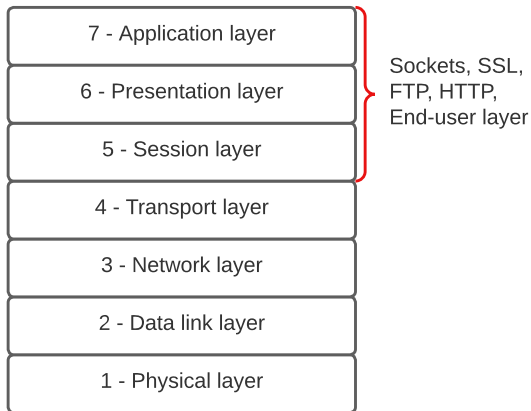 7 - Application layer
6 - Presentation layer
5 - Session layer
Sockets, SSL,
FTP, HTTP,
End-user layer
4 - Transport layer
3 - Network layer
2 - Data link layer
1 - Physical layer